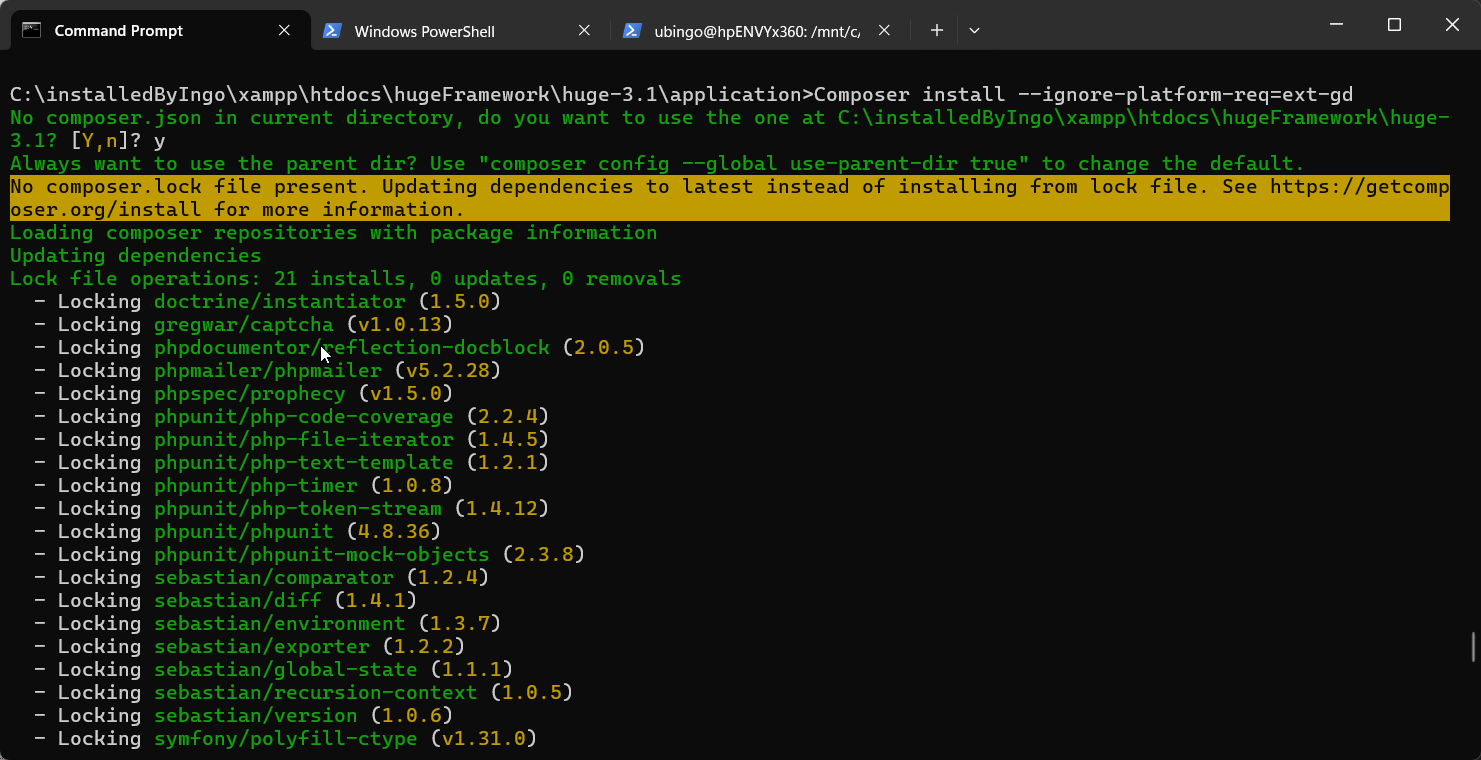 Command Prompt
Windows PowerShell
ubingo@hpENVYx360: /mnt/c/
C:\installedByIngo\xampp\htdocs\hugeFramework\huge-3.1\application>Composer install --ignore-platform-req=ext-gd
No composer.json in current directory, do you want to use the one at C:\installedByIngo\xampp\htdocs\hugeFramework\huge-
3.1? [Y,n]? y
Always want to use the parent dir? Use "composer config --global use-parent-dir true" to change the default.
No composer.lock file present. Updating dependencies to latest instead of installing from lock file. See https://getcomp
oser.org/install for more information.
Loading composer repositories with package information
Updating dependencies
Lock file operations: 21 installs, 0 updates, 0 removals
  - Locking doctrine/instantiator (1.5.0)
  - Locking gregwar/captcha (v1.0.13)
  - Locking phpdocumentor/reflection-docblock (2.0.5)
  - Locking phpmailer/phpmailer (v5.2.28)
  - Locking phpspec/prophecy (v1.5.0)
  - Locking phpunit/php-code-coverage (2.2.4)
  - Locking phpunit/php-file-iterator (1.4.5)
  - Locking phpunit/php-text-template (1.2.1)
  - Locking phpunit/php-timer (1.0.8)
  - Locking phpunit/php-token-stream (1.4.12)
  - Locking phpunit/phpunit (4.8.36)
  - Locking phpunit/phpunit-mock-objects (2.3.8)
  - Locking sebastian/comparator (1.2.4)
  - Locking sebastian/diff (1.4.1)
  - Locking sebastian/environment (1.3.7)
  - Locking sebastian/exporter (1.2.2)
  - Locking sebastian/global-state (1.1.1)
  - Locking sebastian/recursion-context (1.0.5)
  - Locking sebastian/version (1.0.6)
  - Locking symfony/polyfill-ctype (v1.31.0)